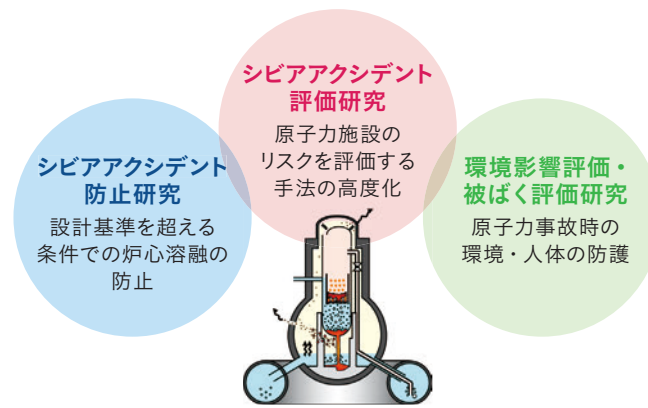 シビアアクシデント
評価研究
原子力施設の
リスクを評価する
手法の高度化
シビアアクシデント
防止研究
設計基準を超える
条件での炉心溶融の
防止
環境影響評価・
被ばく評価研究
原子力事故時の
環境・人体の防護